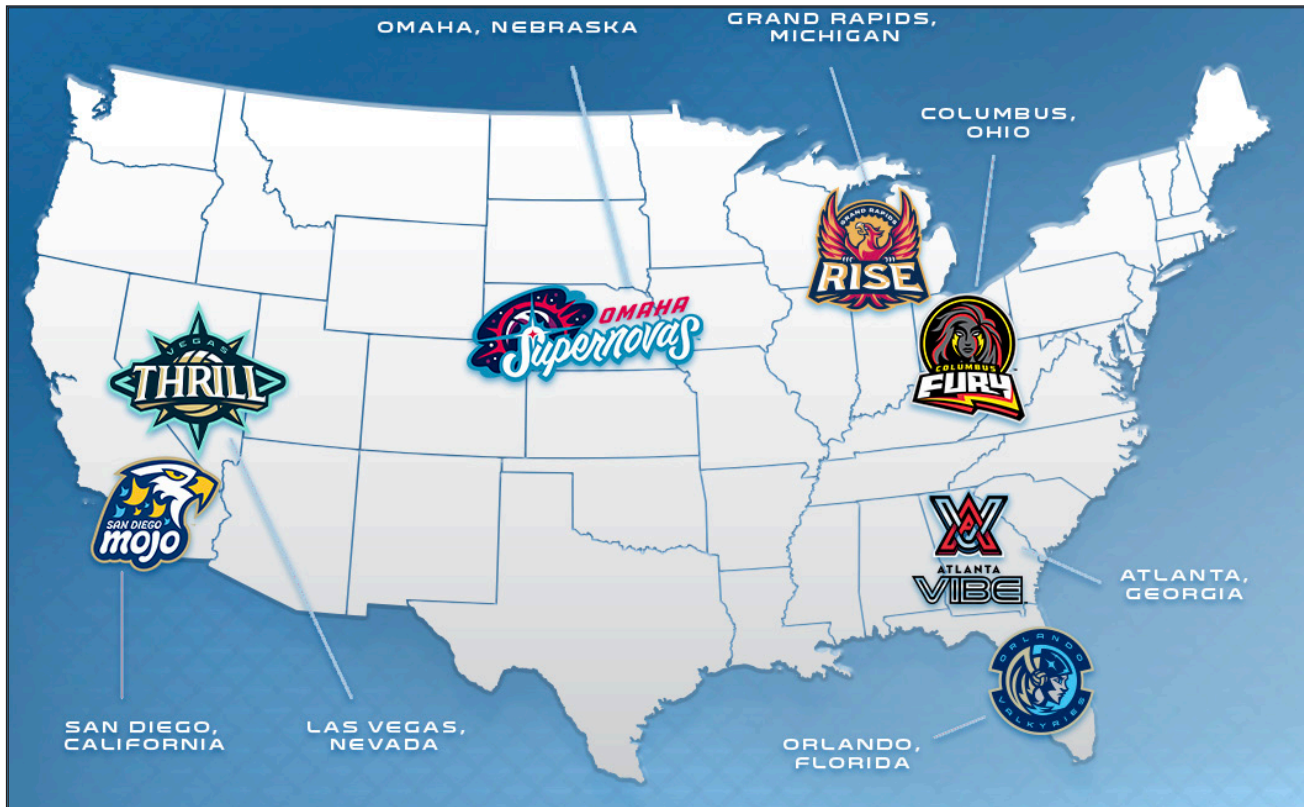 OMAHA, NEBRASKA
GRAND RAPIDS,
MICHIGAN
COLUMBUS,
OHIO
GRAND RAPIDS
RISE
OMAHA
Supernovas
VEGAS
THRILL
COLUMBUS
FURY
SAN DIEGO
mojo
ATLANTA
VIBE
ATLANTA,
GEORGIA
ORLANDO
VALKYRIES
SAN DIEGO,
CALIFORNIA
LAS VEGAS,
NEVADA
ORLANDO,
FLORIDA